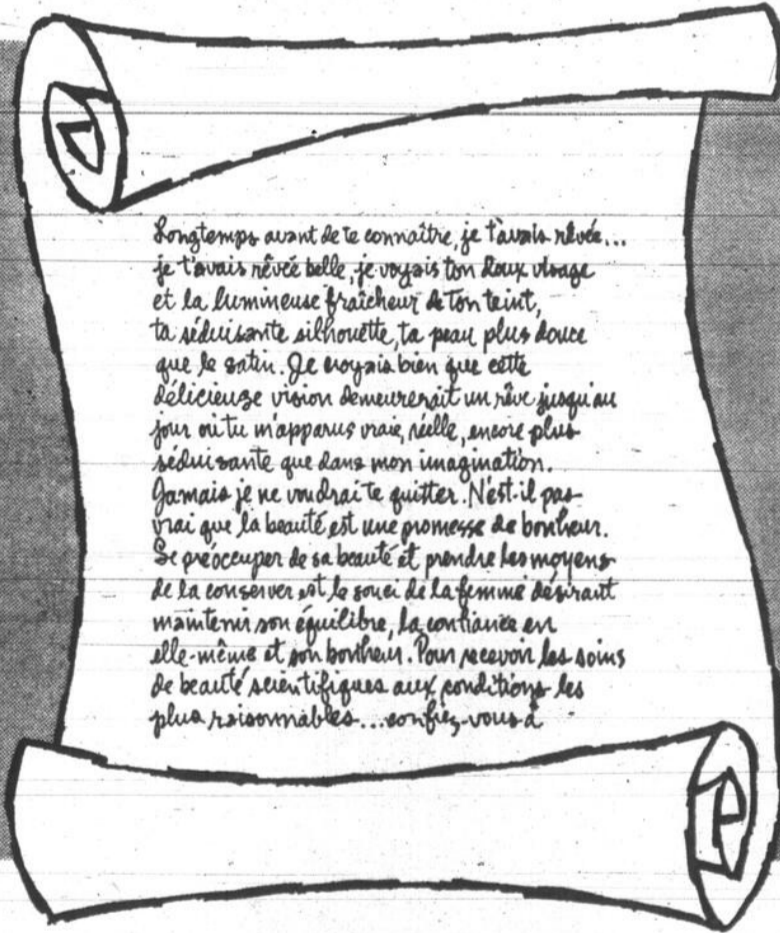 Longtemps avant de te connaître, je t'avais rêvée...
je t'avais rêvée belle, je voyais ton doux visage
et la lumineuse fraîcheur de ton teint,
ta séduisante silhouette, ta peau plus douce
que le satin. Je croyais bien que cette
délicieuse vision demeurerait un rêve jusqu'au
jour où tu m'apparus vraie, réelle, encore plus
séduisante que dans mon imagination.
Jamais je ne voudrai te quitter. N'est-il pas
vrai que la beauté est une promesse de bonheur.
Se préoccuper de sa beauté et prendre les moyens
de la conserver est le souci de la femme désirant
maintenir son équilibre, la confiance en
elle-même et son bonheur. Pour recevoir les soins
de beauté scientifiques aux conditions les
plus raisonnables...confiez-vous à